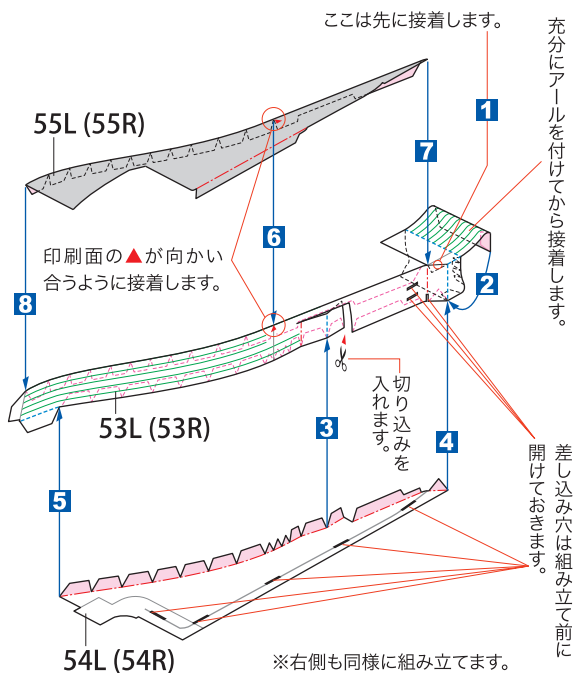 ここは先に接着します。
充分にアールを付けてから接着します。
1
55L (55R)
7
印刷面の▲が向かい
合うように接着します。
6
2
8
53L (53R)
切り込みを
入れます。
3
4
差し込み穴は組み立て前に
開けておきます。
5
54L (54R)
※右側も同様に組み立てます。